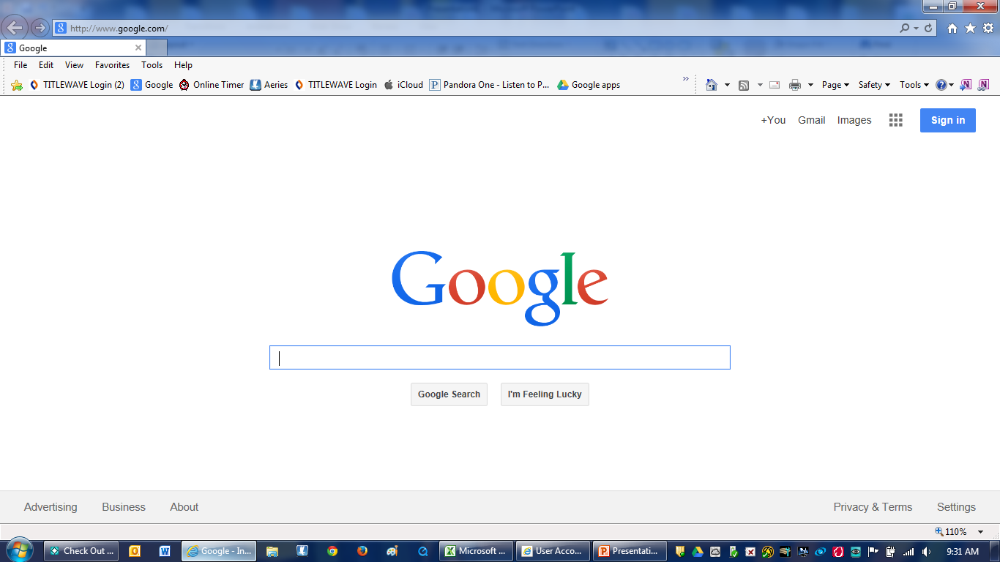 http://www.google.com/
Google
File Edit View Favorites Tools Help
TITLEWAVE Login (2) Google Online Timer Aeries TITLEWAVE Login iCloud Pandora One - Listen to P... Google apps » Page Safety Tools
+You Gmail Images Sign in
Google
Google Search I'm Feeling Lucky
Advertising Business About Privacy & Terms Settings
110%
Check Out ... Google - In... Microsoft ... User Acco... Presentati... 9:31 AM